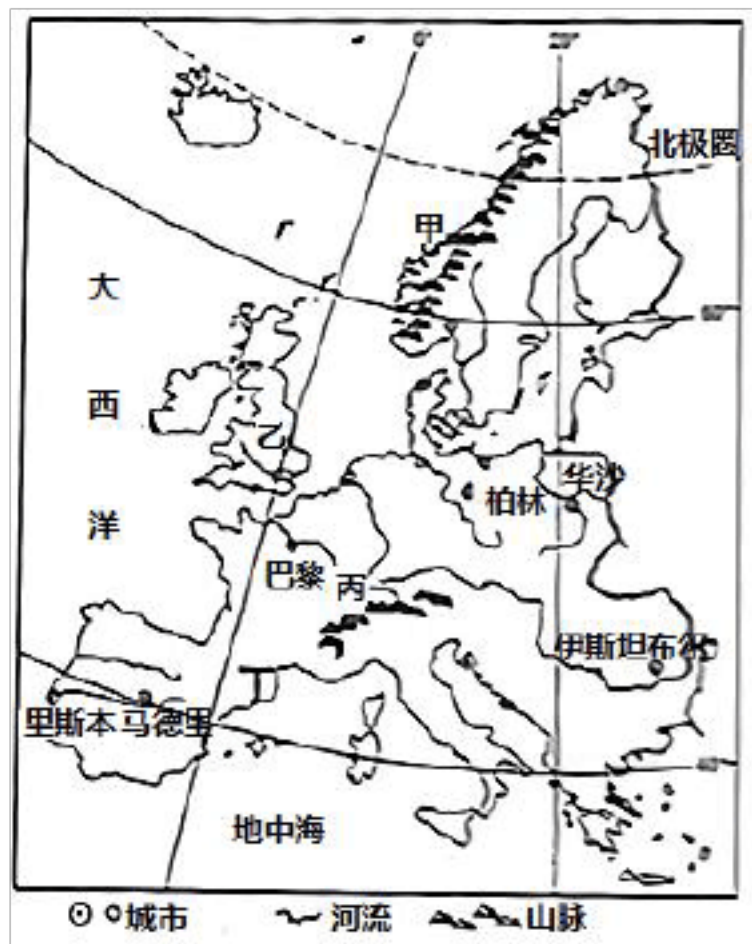 0°
20°
北极圈
甲
60°
大
西
洋
乙
华沙
柏林
巴黎
丙
伊斯坦布尔
里斯本
马德里
40°
地中海
城市
河流
山脉